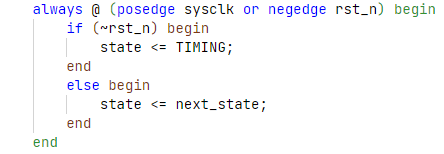 always @ (posedge sysclk or negedge rst_n) begin
    if (~rst_n) begin
        state <= TIMING;
    end
    else begin
        state <= next_state;
    end
end